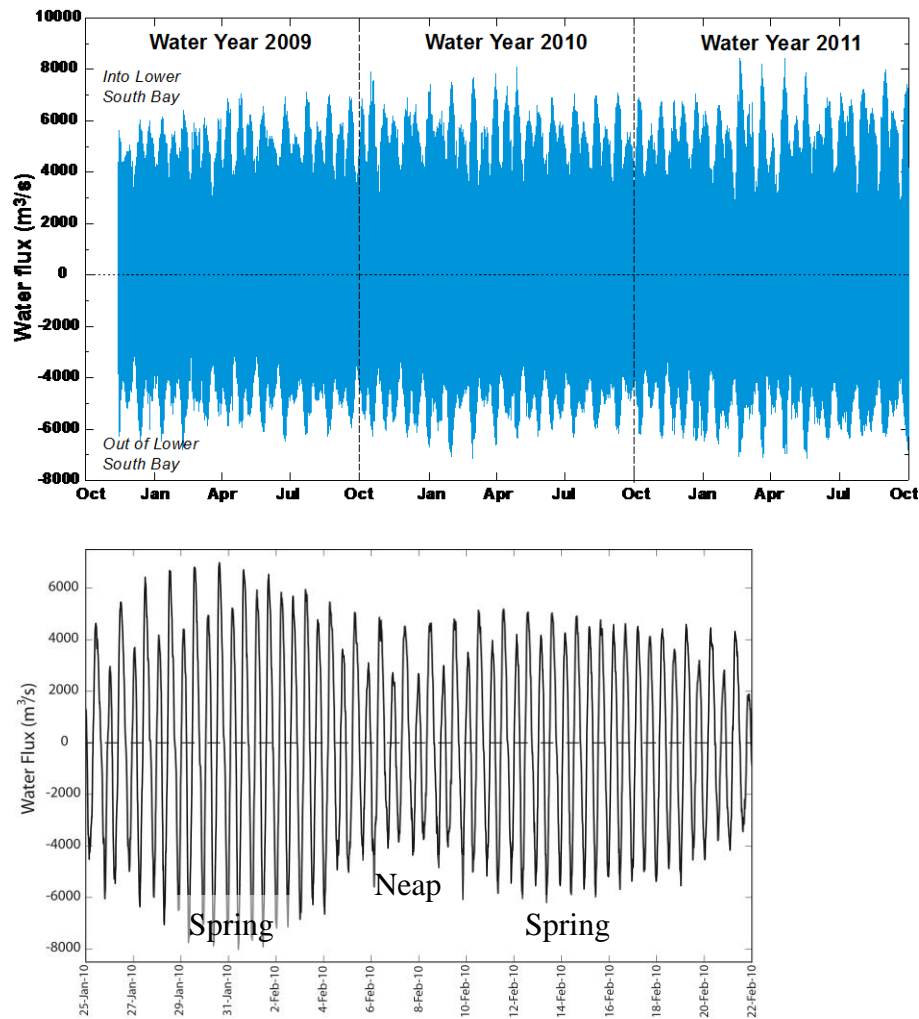 10000
8000
6000
4000
2000
0
-2000
-4000
-6000
-8000
Water flux (m³/s)
Water Year 2009 Water Year 2010 Water Year 2011
Into Lower
South Bay
Out of Lower
South Bay
Oct Jan Apr Jul Oct Jan Apr Jul Oct Jan Apr Jul Oct
6000
4000
2000
0
-2000
-4000
-6000
-8000
Water Flux (m³/s)
Neap
Spring Spring
25-Jan-10 27-Jan-10 29-Jan-10 31-Jan-10 2-Feb-10 4-Feb-10 6-Feb-10 8-Feb-10 10-Feb-10 12-Feb-10 14-Feb-10 16-Feb-10 18-Feb-10 20-Feb-10 22-Feb-10